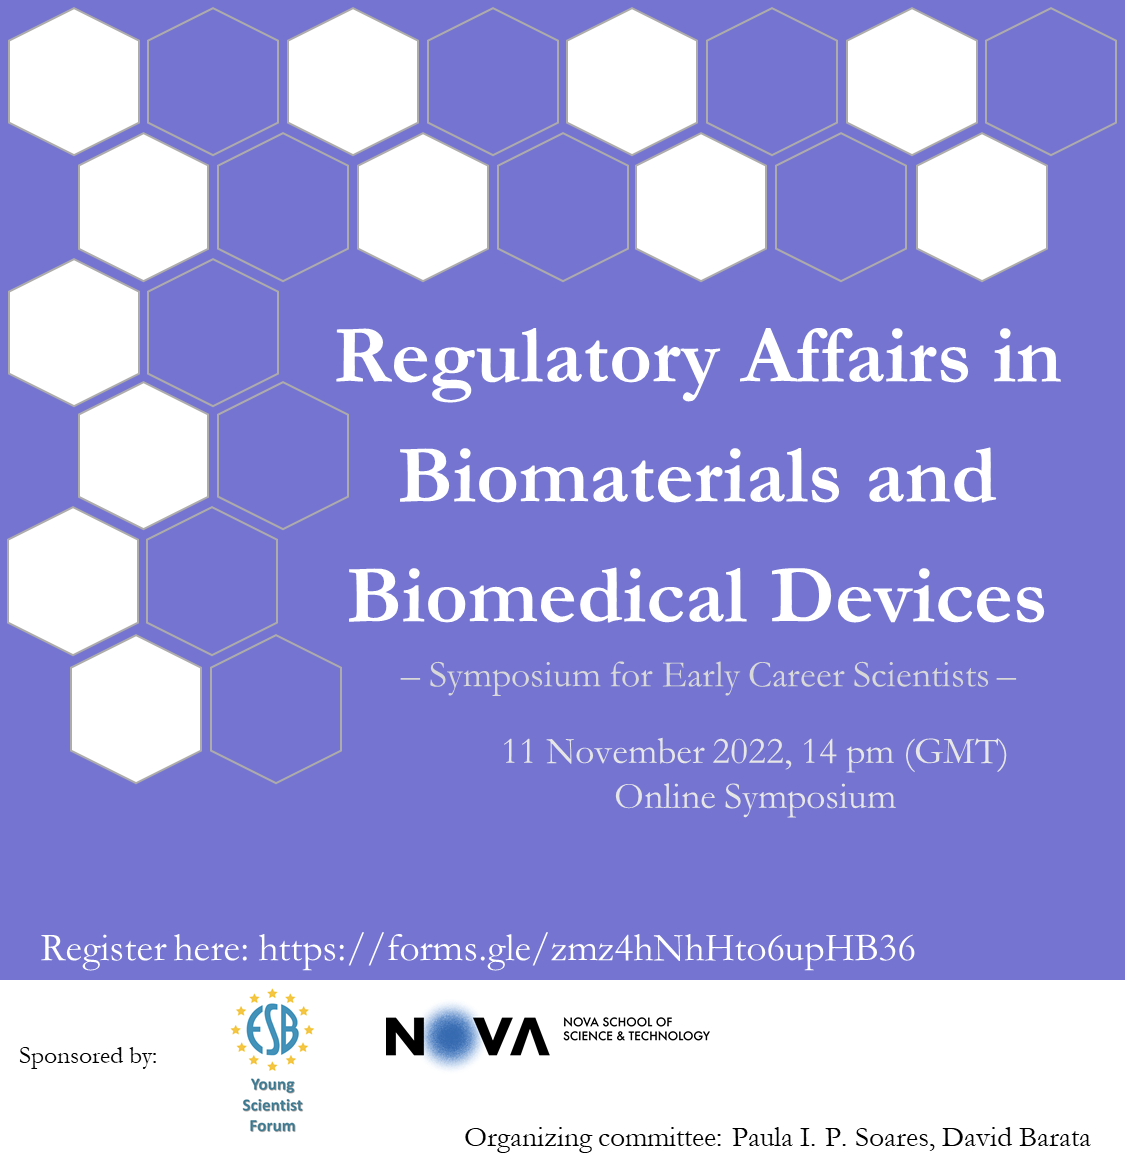 Regulatory Affairs in
Biomaterials and
Biomedical Devices
– Symposium for Early Career Scientists –
11 November 2022, 14 pm (GMT)
Online Symposium
Register here: https://forms.gle/zmz4hNhHto6upHB36
Sponsored by:
ESB
Young
Scientist
Forum
NOVA
NOVA SCHOOL OF
SCIENCE & TECHNOLOGY
Organizing committee: Paula I. P. Soares, David Barata